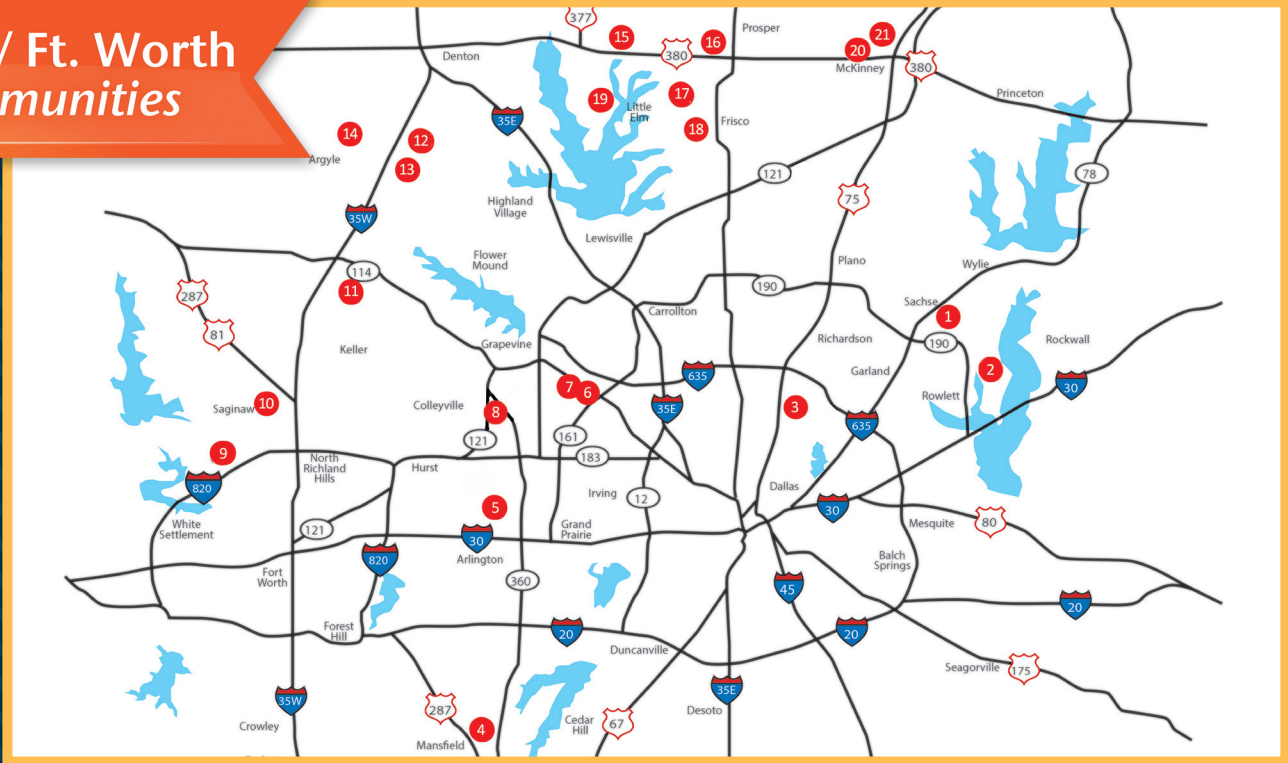 / Ft. Worth
munities
377
15
16
Prosper
21
20
Denton
380
McKinney
380
19
Little
Elm
17
Princeton
14
12
35E
18
Frisco
Argyle
13
121
78
35W
Highland
Village
75
Lewisville
Flower
Mound
Plano
Wylie
114
11
190
287
Carrollton
Sachse
1
81
Keller
Grapevine
Richardson
190
Rockwall
635
Garland
2
30
7
6
10
Saginaw
Colleyville
8
35E
3
Rowlett
635
121
161
9
183
North
Richland
Hills
Hurst
820
Irving
12
Dallas
5
30
White
Settlement
121
Grand
Prairie
Mesquite
80
30
Arlington
820
Balch
Springs
Fort
Worth
360
45
20
Forest
Hill
20
20
Duncanville
Seagorville
175
35W
35E
287
Crowley
4
Cedar
Hill
67
Desoto
Mansfield